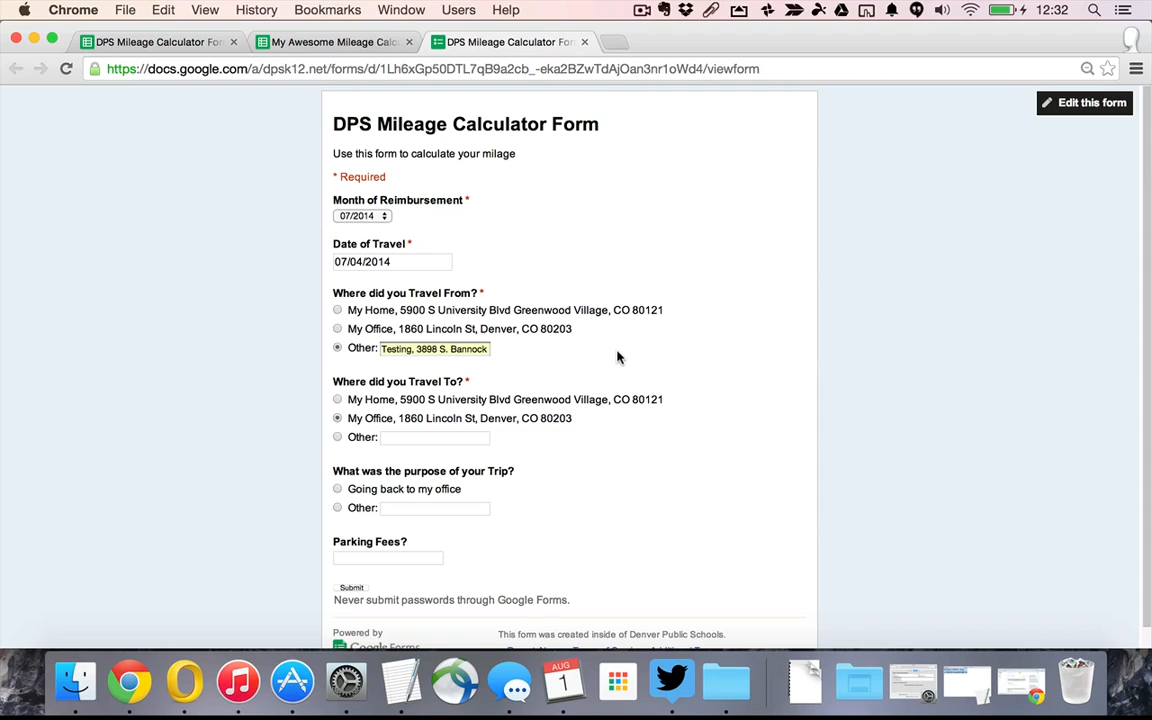 Chrome File Edit View History Bookmarks Window Users Help 12:32
DPS Mileage Calculator For
My Awesome Mileage Calc
DPS Mileage Calculator For
https://docs.google.com/a/dpsk12.net/forms/d/1Lh6xGp50DTL7qB9a2cb_-eka2BZwTdAjOan3nr1oWd4/viewform
Edit this form
DPS Mileage Calculator Form
Use this form to calculate your milage
* Required
Month of Reimbursement *
07/2014
Date of Travel *
07/04/2014
Where did you Travel From? *
My Home, 5900 S University Blvd Greenwood Village, CO 80121
My Office, 1860 Lincoln St, Denver, CO 80203
Other: Testing, 3898 S. Bannock
Where did you Travel To? *
My Home, 5900 S University Blvd Greenwood Village, CO 80121
My Office, 1860 Lincoln St, Denver, CO 80203
Other:
What was the purpose of your Trip?
Going back to my office
Other:
Parking Fees?
Submit
Never submit passwords through Google Forms.
Powered by
This form was created inside of Denver Public Schools.
Google Forms
AUG
1